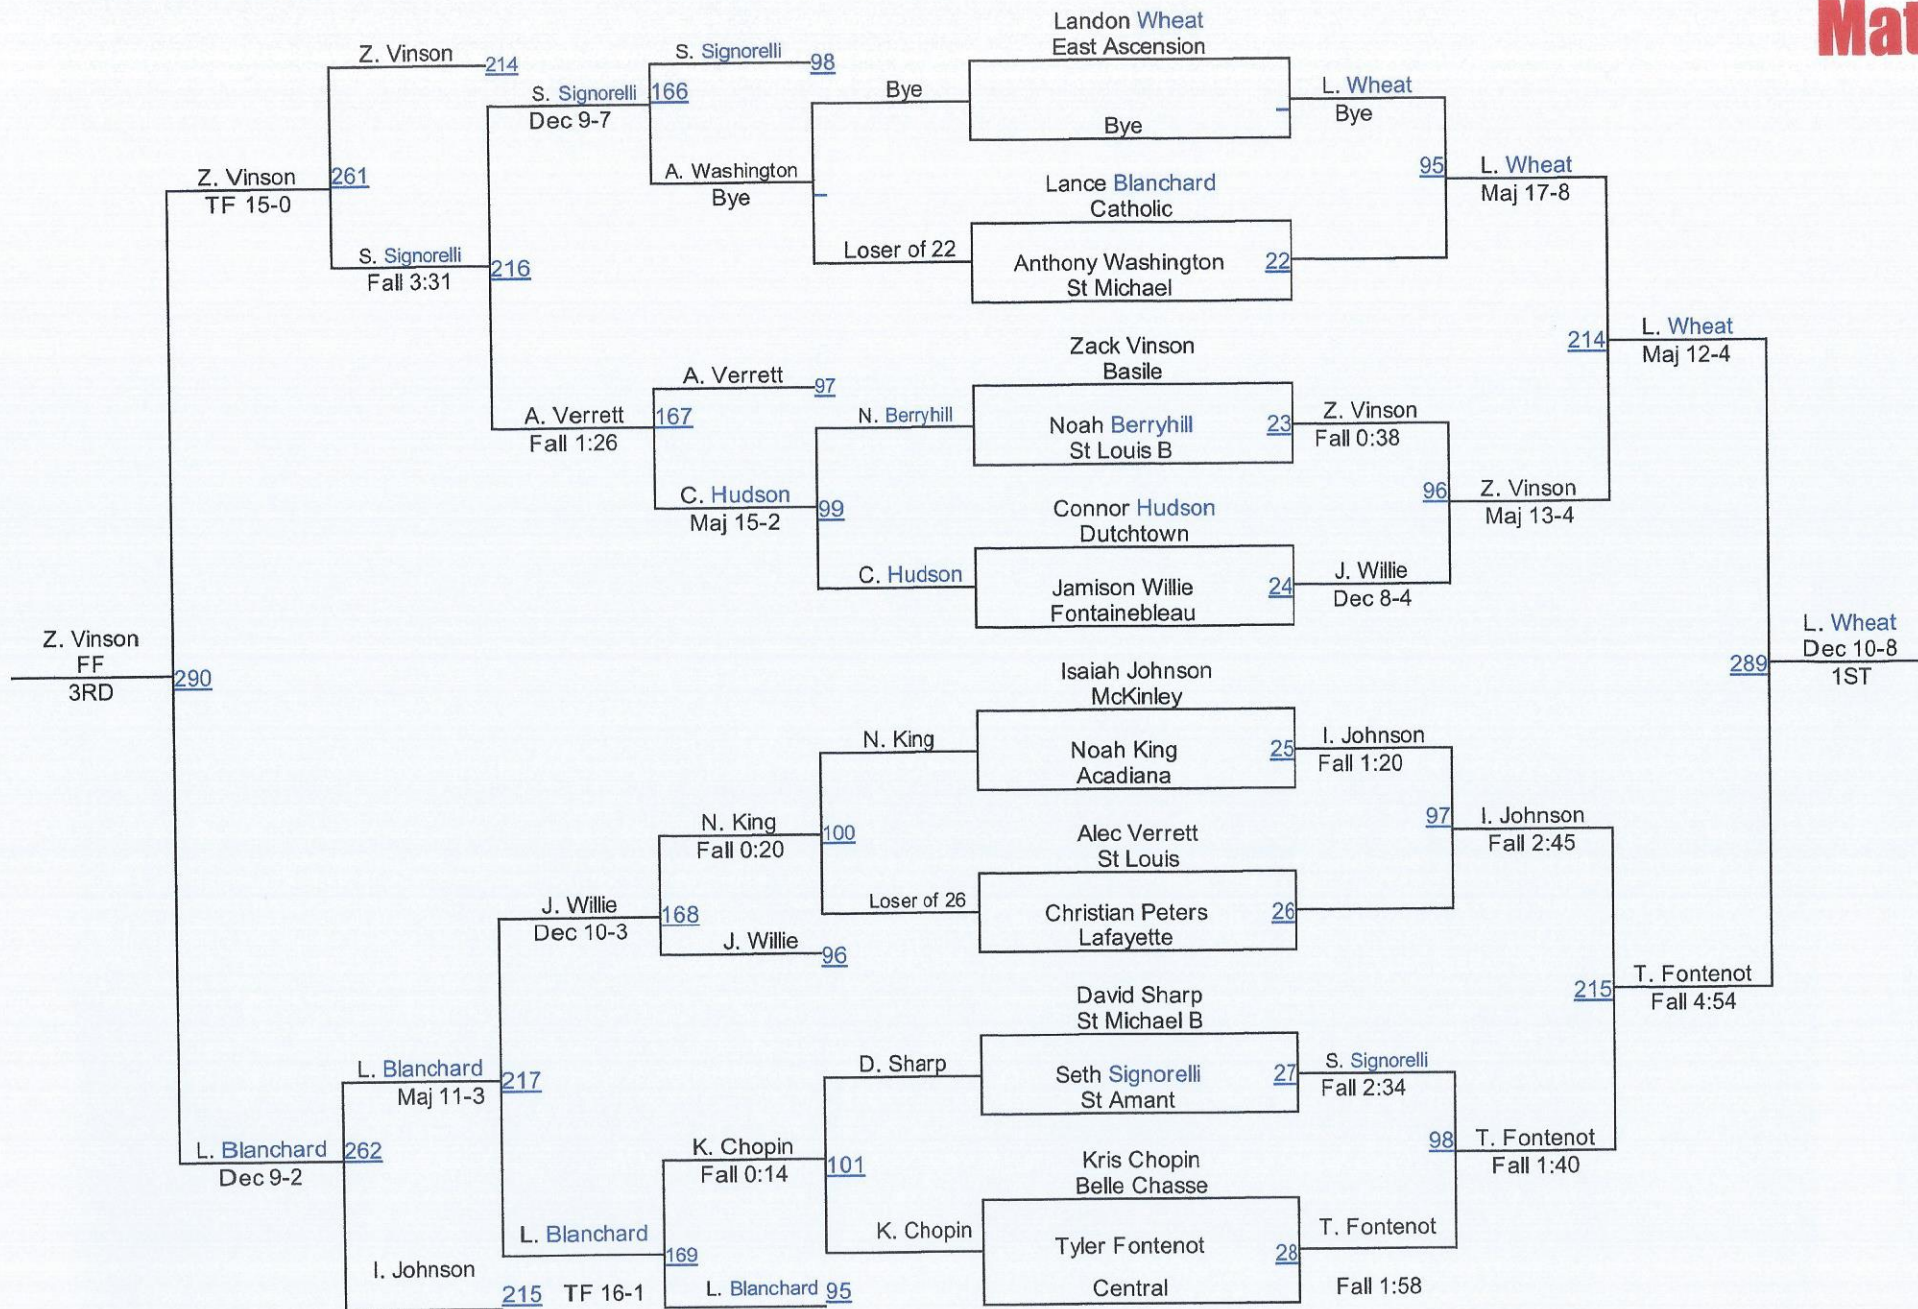 Mat
Landon Wheat
East Ascension
Bye
Lance Blanchard
Catholic
Anthony Washington
St Michael
22
Zack Vinson
Basile
Noah Berryhill
St Louis B
23
Connor Hudson
Dutchtown
Jamison Willie
Fontainebleau
24
Isaiah Johnson
McKinley
Noah King
Acadiana
25
Alec Verrett
St Louis
Christian Peters
Lafayette
26
David Sharp
St Michael B
Seth Signorelli
St Amant
27
Kris Chopin
Belle Chasse
Tyler Fontenot
Central
28
L. Wheat
Bye
95
Z. Vinson
Fall 0:38
96
J. Willie
Dec 8-4
I. Johnson
Fall 1:20
97
S. Signorelli
Fall 2:34
98
T. Fontenot
Fall 1:58
L. Wheat
Maj 17-8
214
Z. Vinson
Maj 13-4
I. Johnson
Fall 2:45
215
T. Fontenot
Fall 1:40
L. Wheat
Maj 12-4
289
T. Fontenot
Fall 4:54
L. Wheat
Dec 10-8
1ST
Bye
Loser of 22
N. Berryhill
C. Hudson
N. King
Loser of 26
D. Sharp
K. Chopin
S. Signorelli
98
A. Washington
Bye
A. Verrett
97
C. Hudson
Maj 15-2
99
N. King
Fall 0:20
100
J. Willie
96
K. Chopin
Fall 0:14
101
L. Blanchard
95
S. Signorelli
Dec 9-7
166
A. Verrett
Fall 1:26
167
J. Willie
Dec 10-3
168
L. Blanchard
TF 16-1
169
Z. Vinson
214
S. Signorelli
Fall 3:31
216
L. Blanchard
Maj 11-3
217
I. Johnson
215
Z. Vinson
TF 15-0
261
L. Blanchard
Dec 9-2
262
Z. Vinson
FF
3RD
290